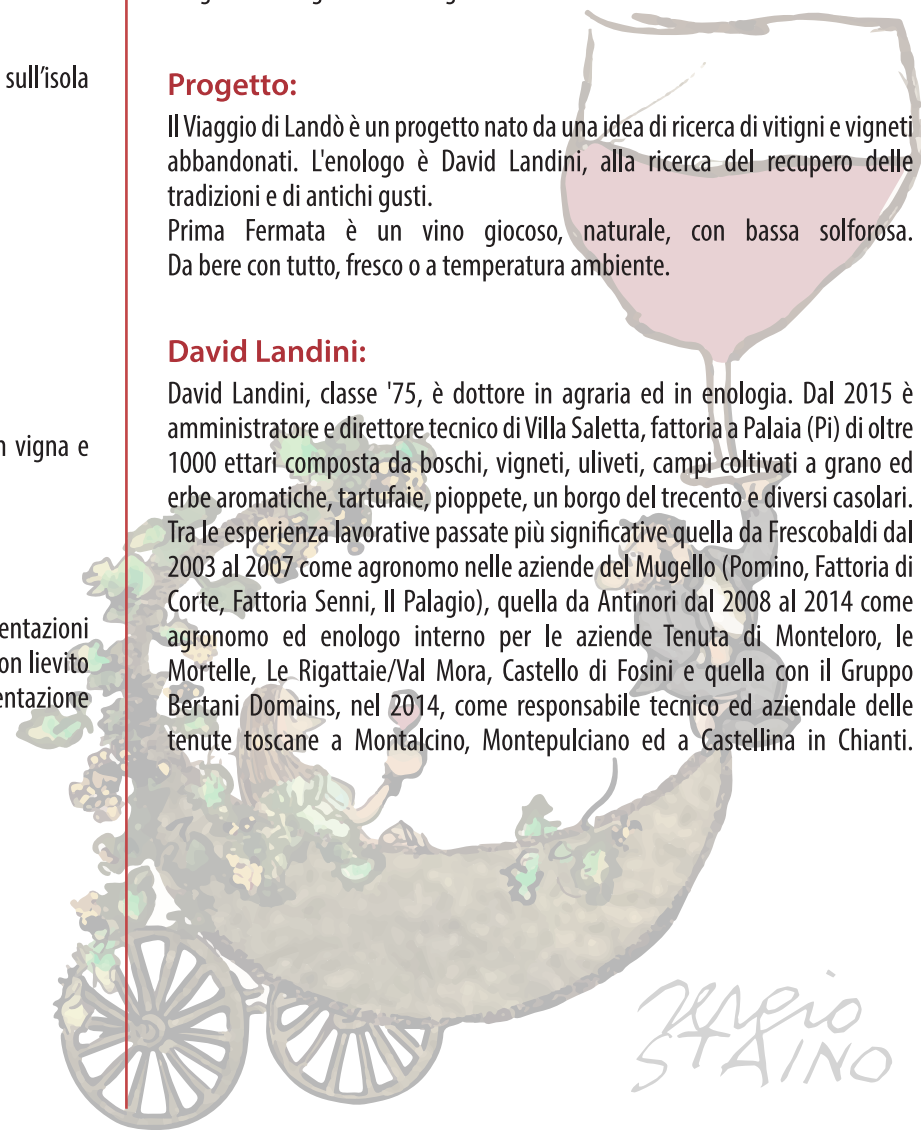 sull'isola
n vigna e
entazioni
on lievito
entazione
Progetto:
Il Viaggio di Landò è un progetto nato da una idea di ricerca di vitigni e vigneti
abbandonati. L'enologo è David Landini, alla ricerca del recupero delle
tradizioni e di antichi gusti.
Prima Fermata è un vino giocoso, naturale, con bassa solforosa.
Da bere con tutto, fresco o a temperatura ambiente.
David Landini:
David Landini, classe '75, è dottore in agraria ed in enologia. Dal 2015 è
amministratore e direttore tecnico di Villa Saletta, fattoria a Palaia (Pi) di oltre
1000 ettari composta da boschi, vigneti, uliveti, campi coltivati a grano ed
erbe aromatiche, tartufaie, pioppete, un borgo del trecento e diversi casolari.
Tra le esperienza lavorative passate più significative quella da Frescobaldi dal
2003 al 2007 come agronomo nelle aziende del Mugello (Pomino, Fattoria di
Corte, Fattoria Senni, Il Palagio), quella da Antinori dal 2008 al 2014 come
agronomo ed enologo interno per le aziende Tenuta di Monteloro, le
Mortelle, Le Rigattaie/Val Mora, Castello di Fosini e quella con il Gruppo
Bertani Domains, nel 2014, come responsabile tecnico ed aziendale delle
tenute toscane a Montalcino, Montepulciano ed a Castellina in Chianti.
sergio
STAINO